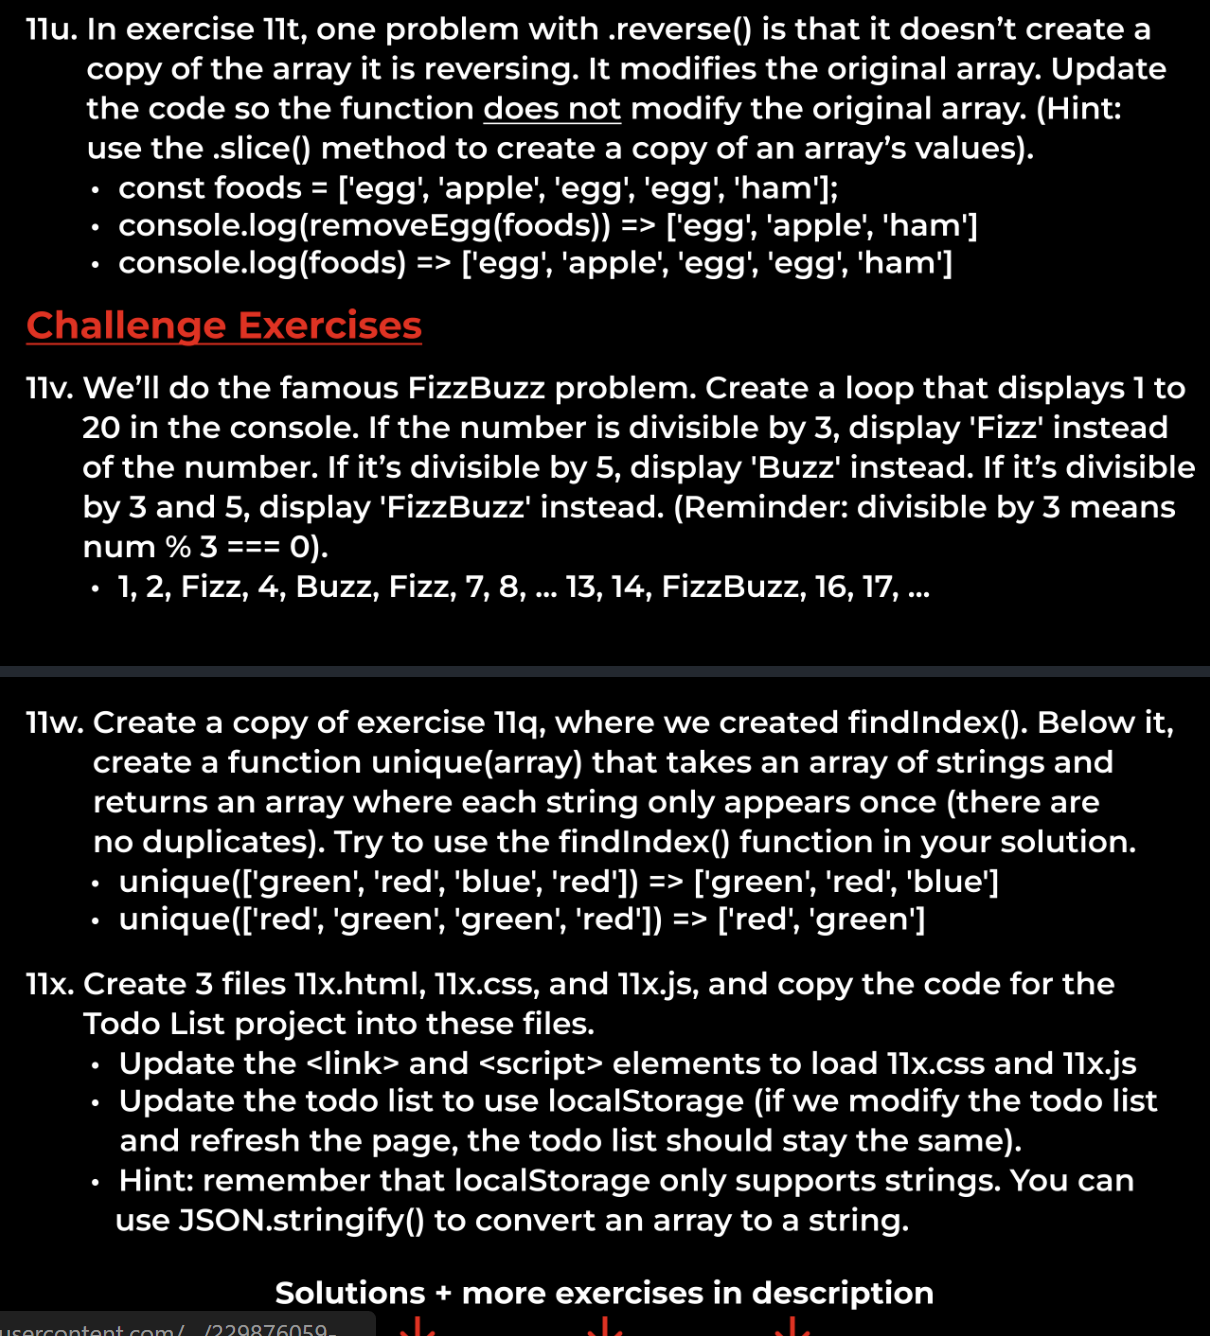 11u. In exercise 11t, one problem with .reverse() is that it doesn't create a
copy of the array it is reversing. It modifies the original array. Update
the code so the function does not modify the original array. (Hint:
use the .slice() method to create a copy of an array's values).
• const foods = ['egg', 'apple', 'egg', 'egg', 'ham'];
• console.log(removeEgg(foods)) => ['egg', 'apple', 'ham']
• console.log(foods) => ['egg', 'apple', 'egg', 'egg', 'ham']
Challenge Exercises
11v. We'll do the famous FizzBuzz problem. Create a loop that displays 1 to
20 in the console. If the number is divisible by 3, display 'Fizz' instead
of the number. If it's divisible by 5, display 'Buzz' instead. If it's divisible
by 3 and 5, display 'FizzBuzz' instead. (Reminder: divisible by 3 means
num % 3 === 0).
• 1, 2, Fizz, 4, Buzz, Fizz, 7, 8, ... 13, 14, FizzBuzz, 16, 17, ...
11w. Create a copy of exercise 11q, where we created findIndex(). Below it,
create a function unique(array) that takes an array of strings and
returns an array where each string only appears once (there are
no duplicates). Try to use the findIndex() function in your solution.
• unique(['green', 'red', 'blue', 'red']) => ['green', 'red', 'blue']
• unique(['red', 'green', 'green', 'red']) => ['red', 'green']
11x. Create 3 files 11x.html, 11x.css, and 11x.js, and copy the code for the
Todo List project into these files.
• Update the <link> and <script> elements to load 11x.css and 11x.js
• Update the todo list to use localStorage (if we modify the todo list
and refresh the page, the todo list should stay the same).
• Hint: remember that localStorage only supports strings. You can
use JSON.stringify() to convert an array to a string.
Solutions + more exercises in description
usercontent.com/.../229876059-